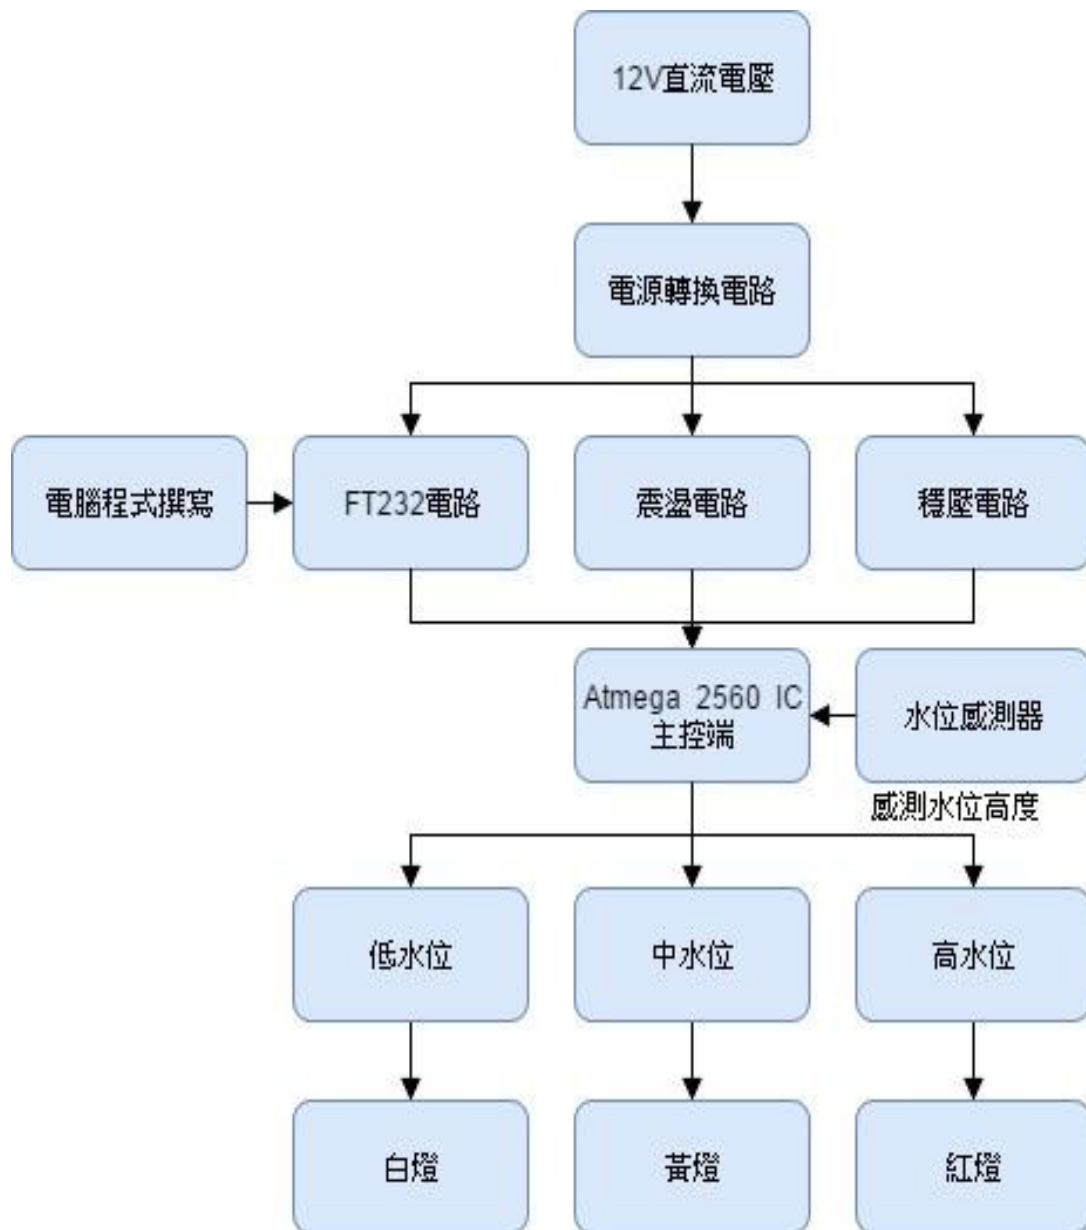 12V直流電壓
電源轉換電路
電腦程式撰寫
FT232電路
震盪電路
穩壓電路
Atmega 2560 IC
主控端
水位感測器
感測水位高度
低水位
中水位
高水位
白燈
黃燈
紅燈